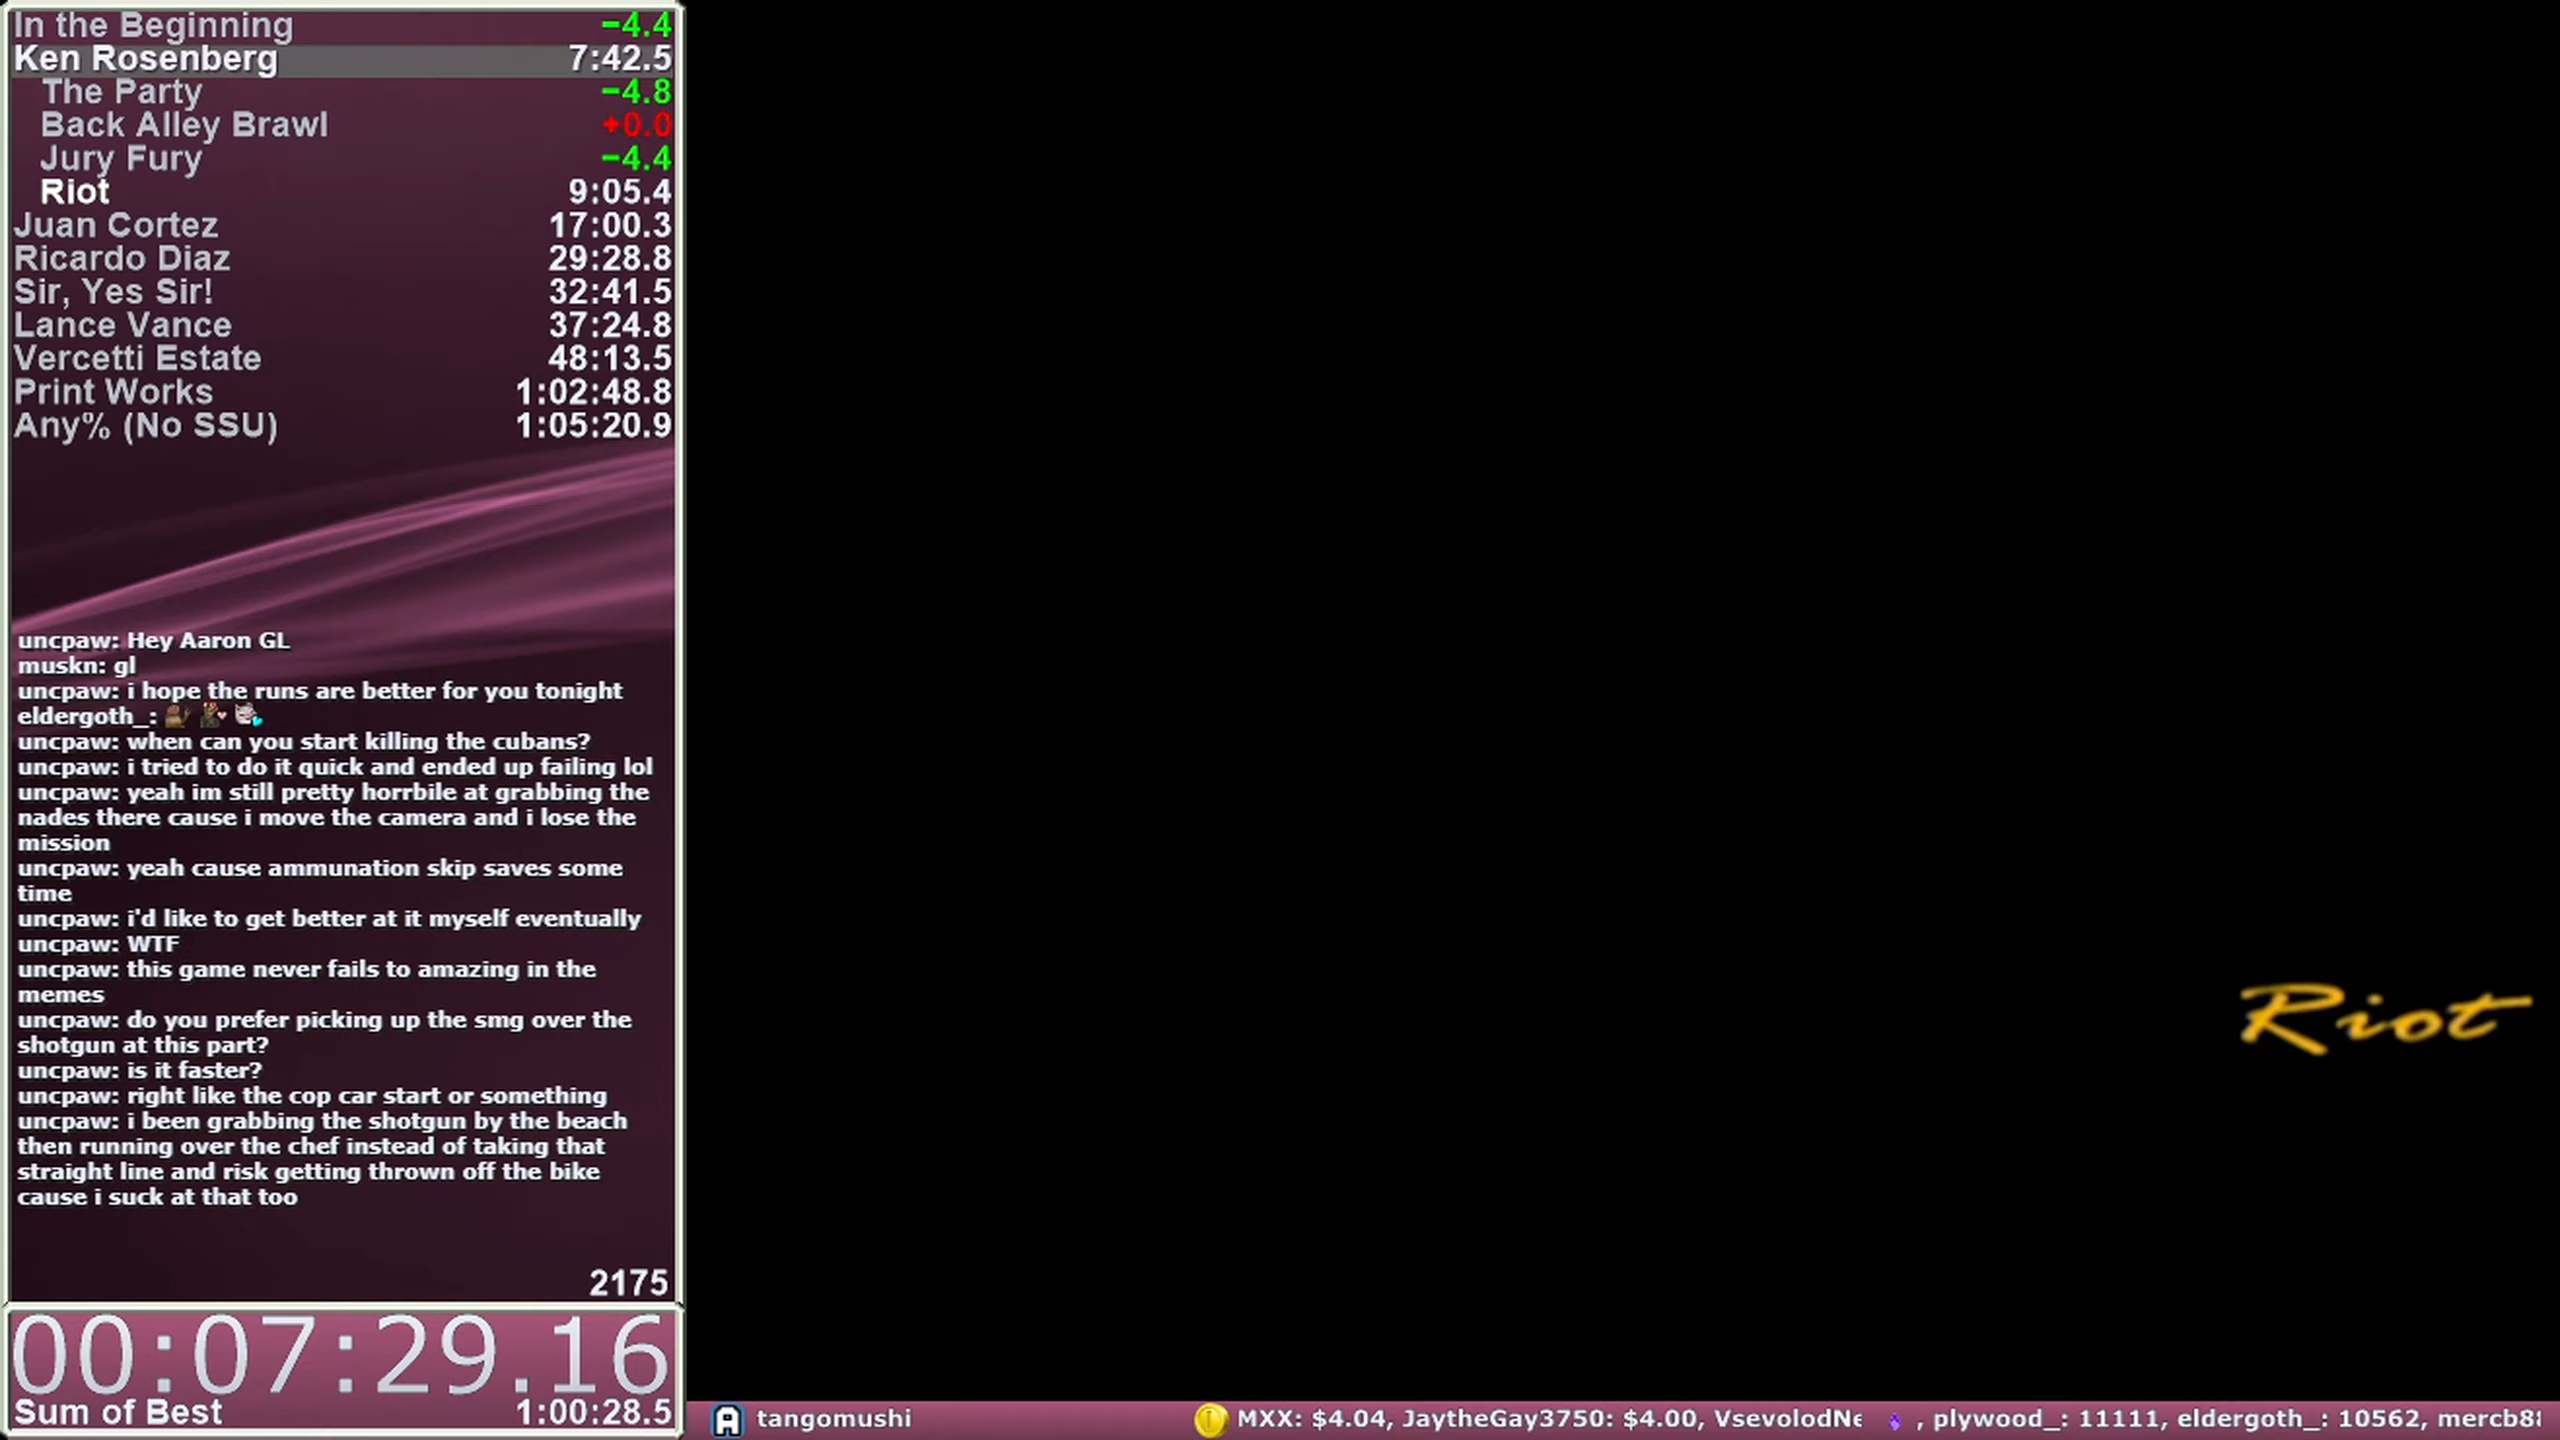 In the Beginning −4.4
Ken Rosenberg 7:42.5
The Party −4.8
Back Alley Brawl +0.0
Jury Fury −4.4
Riot 9:05.4
Juan Cortez 17:00.3
Ricardo Diaz 29:28.8
Sir, Yes Sir! 32:41.5
Lance Vance 37:24.8
Vercetti Estate 48:13.5
Print Works 1:02:48.8
Any% (No SSU) 1:05:20.9
uncpaw: Hey Aaron GL
muskn: gl
uncpaw: i hope the runs are better for you tonight
eldergoth_:
uncpaw: when can you start killing the cubans?
uncpaw: i tried to do it quick and ended up failing lol
uncpaw: yeah im still pretty horrbile at grabbing the
nades there cause i move the camera and i lose the
mission
uncpaw: yeah cause ammunation skip saves some
time
uncpaw: i'd like to get better at it myself eventually
uncpaw: WTF
uncpaw: this game never fails to amazing in the
memes
uncpaw: do you prefer picking up the smg over the
shotgun at this part?
uncpaw: is it faster?
uncpaw: right like the cop car start or something
uncpaw: i been grabbing the shotgun by the beach
then running over the chef instead of taking that
straight line and risk getting thrown off the bike
cause i suck at that too
2175
00:07:29.16
Sum of Best 1:00:28.5
Riot
A tangomushi MXX: $4.04, JaytheGay3750: $4.00, VsevolodNe , plywood_: 11111, eldergoth_: 10562, mercb8